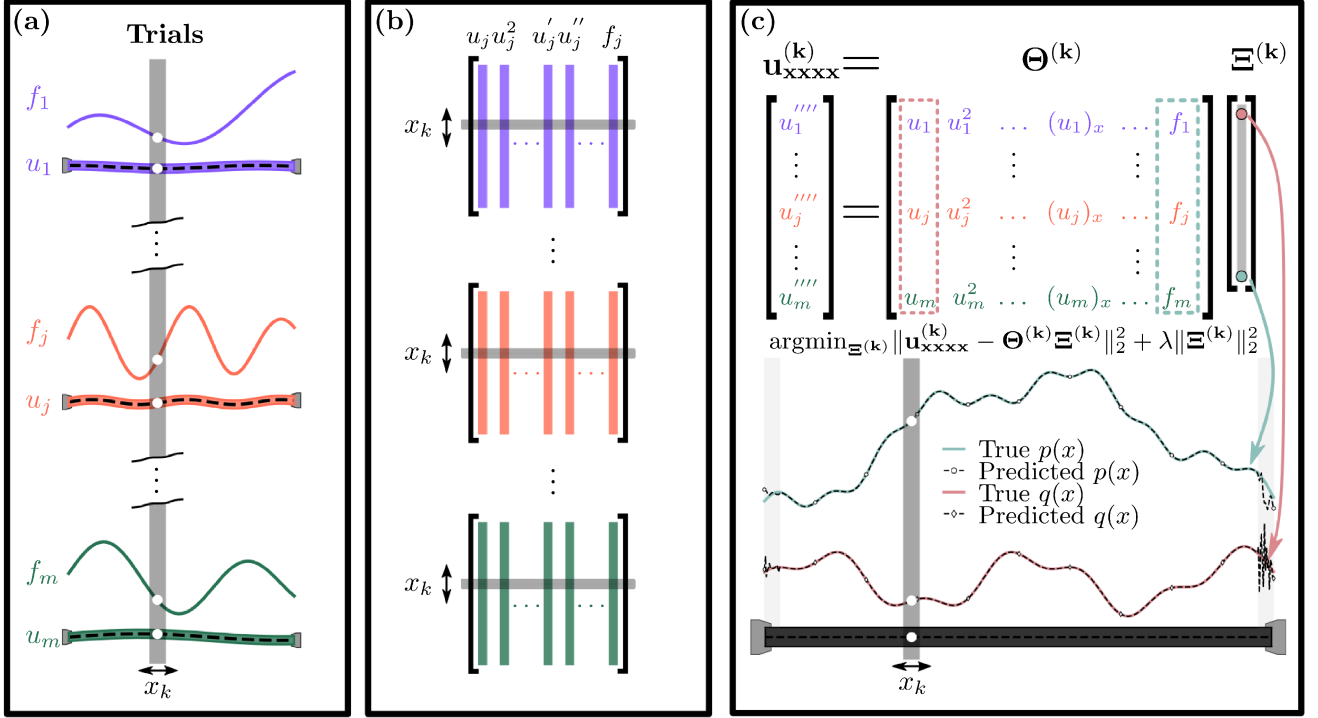 (a)
Trials
f_1
u_1
⋮
f_j
u_j
⋮
f_m
u_m
x_k
(b)
u_j u_j^2 u_j^' u_j^'' f_j
x_k
... ...
⋮
x_k
... ...
⋮
x_k
... ...
(c)
u_xxxx^(k) = Θ^(k) Ξ^(k)
u_1^'''' u_1 u_1^2 ... (u_1)_x ... f_1
⋮ ⋮ ⋮
u_j^'''' = u_j u_j^2 ... (u_j)_x ... f_j
⋮ ⋮ ⋮
u_m^'''' u_m u_m^2 ... (u_m)_x ... f_m
argmin_Ξ^(k) ‖u_xxxx^(k) − Θ^(k)Ξ^(k)‖_2^2 + λ‖Ξ^(k)‖_2^2
True p(x)
Predicted p(x)
True q(x)
Predicted q(x)
x_k